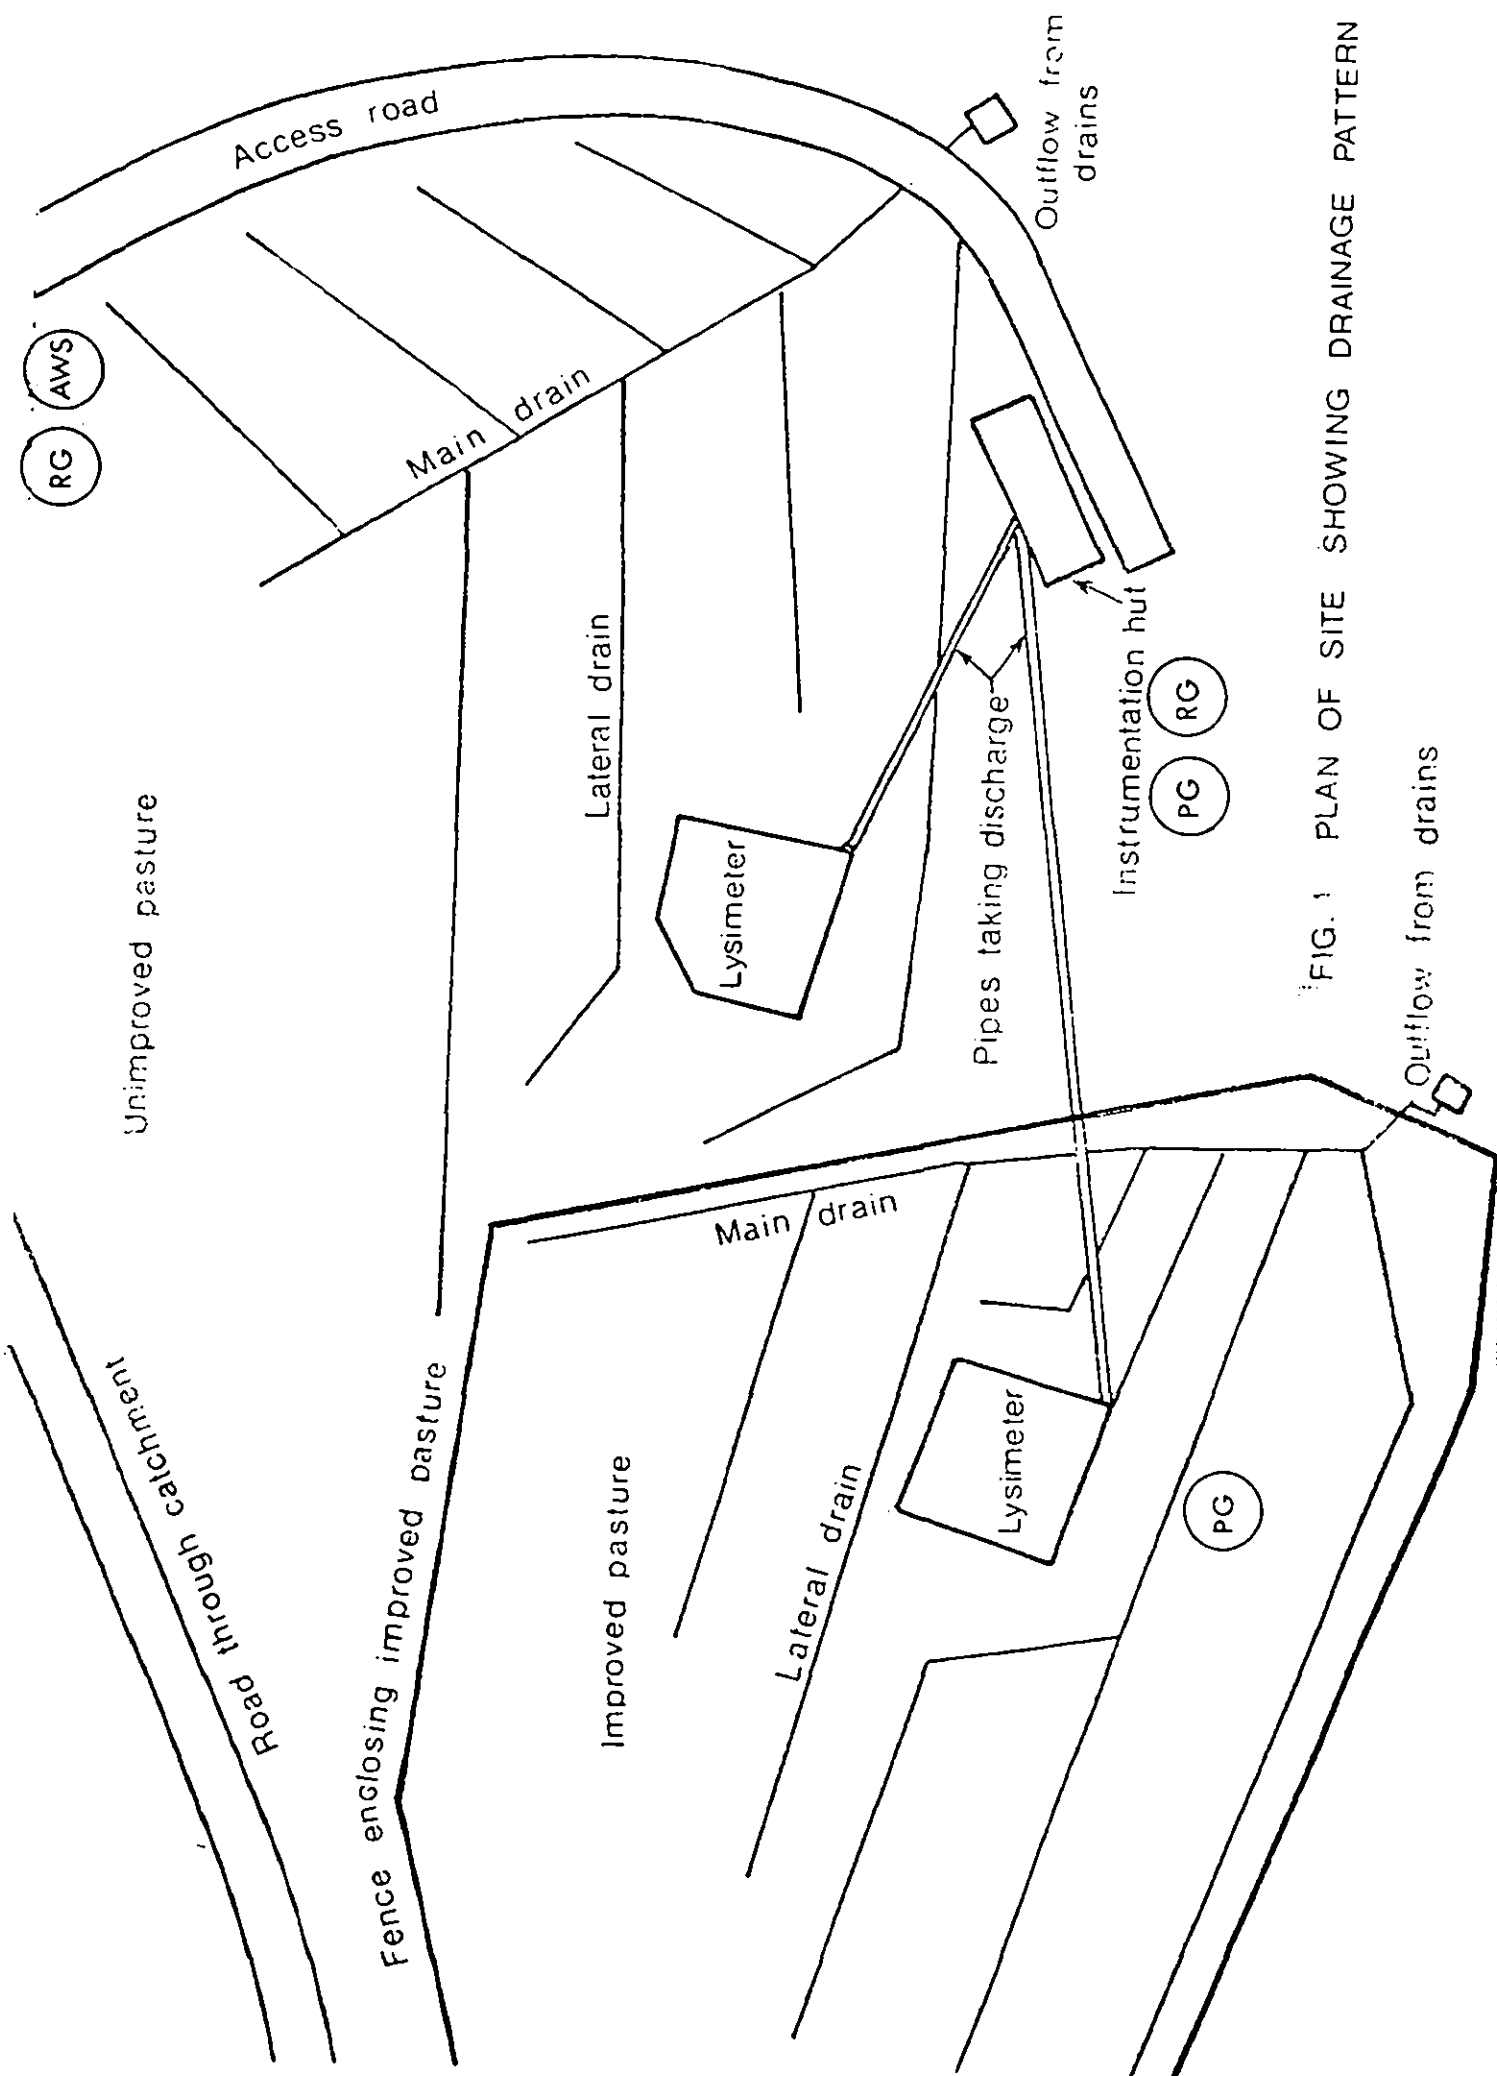 Road through catchment
Unimproved pasture
RG
AWS
Access road
Fence enclosing improved pasture
Main drain
Lateral drain
Improved pasture
Main drain
Lateral drain
Lysimeter
Lysimeter
Pipes taking discharge
Outflow from
drains
Instrumentation hut
PG
RG
PG
Outflow from drains
FIG. 1 PLAN OF SITE SHOWING DRAINAGE PATTERN